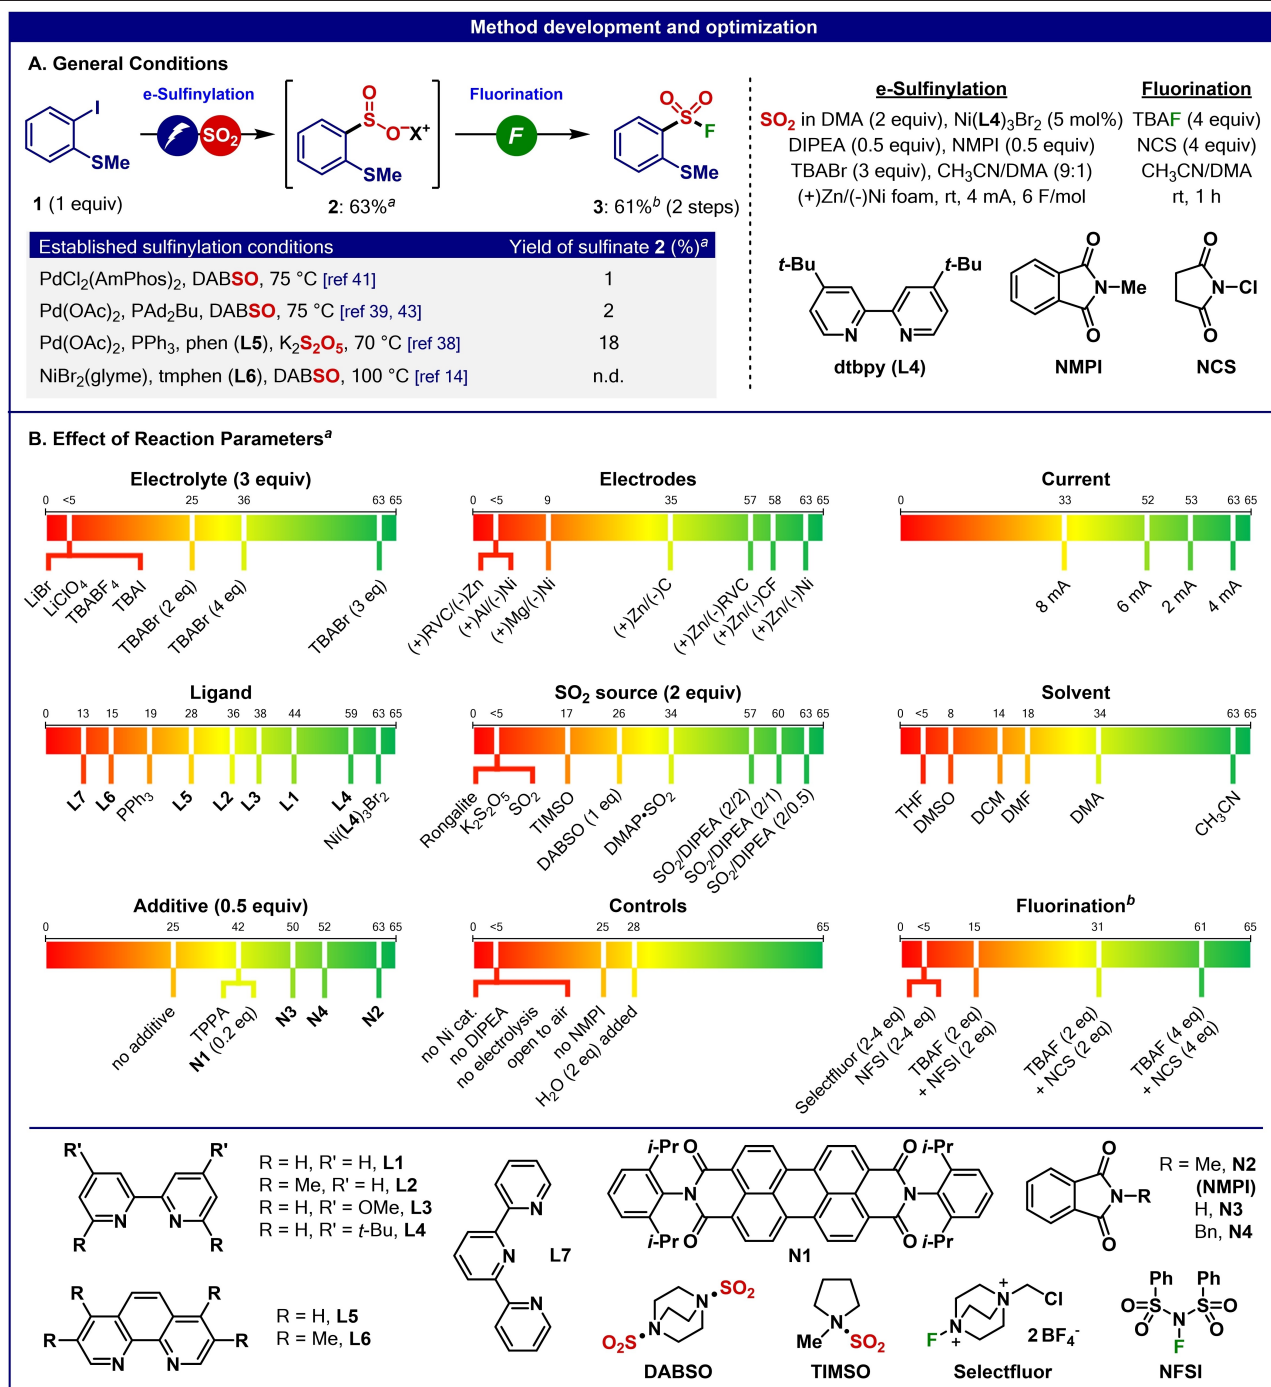 Method development and optimization
A. General Conditions
e-Sulfinylation
Fluorination
I
SMe
SO2
O
S
O⁻X⁺
SMe
F
O O
S
F
SMe
1 (1 equiv)
2: 63%ᵃ
3: 61%ᵇ (2 steps)
Established sulfinylation conditions Yield of sulfinate 2 (%)ᵃ
PdCl₂(AmPhos)₂, DABSO, 75 °C [ref 41] 1
Pd(OAc)₂, PAd₂Bu, DABSO, 75 °C [ref 39, 43] 2
Pd(OAc)₂, PPh₃, phen (L5), K₂S₂O₅, 70 °C [ref 38] 18
NiBr₂(glyme), tmphen (L6), DABSO, 100 °C [ref 14] n.d.
e-Sulfinylation
SO₂ in DMA (2 equiv), Ni(L4)₃Br₂ (5 mol%)
DIPEA (0.5 equiv), NMPI (0.5 equiv)
TBABr (3 equiv), CH₃CN/DMA (9:1)
(+)Zn/(-)Ni foam, rt, 4 mA, 6 F/mol
Fluorination
TBAF (4 equiv)
NCS (4 equiv)
CH₃CN/DMA
rt, 1 h
t-Bu t-Bu
N N
dtbpy (L4)
O
N–Me
O
NMPI
O
N–Cl
O
NCS
B. Effect of Reaction Parametersᵃ
Electrolyte (3 equiv)
0 <5 25 36 63 65
LiBr
LiClO₄
TBABF₄
TBAI
TBABr (2 eq)
TBABr (4 eq)
TBABr (3 eq)
Electrodes
0 <5 9 35 57 58 63 65
(+)RVC/(-)Zn
(+)Al/(-)Ni
(+)Mg/(-)Ni
(+)Zn/(-)C
(+)Zn/(-)RVC
(+)Zn/(-)CF
(+)Zn/(-)Ni
Current
0 33 52 53 63 65
8 mA
6 mA
2 mA
4 mA
Ligand
0 13 15 19 28 36 38 44 59 63 65
L7
L6
PPh₃
L5
L2
L3
L1
L4
Ni(L4)₃Br₂
SO₂ source (2 equiv)
0 <5 17 26 34 57 60 63 65
Rongalite
K₂S₂O₅
SO₂
TIMSO
DABSO (1 eq)
DMAP•SO₂
SO₂/DIPEA (2/2)
SO₂/DIPEA (2/1)
SO₂/DIPEA (2/0.5)
Solvent
0 <5 8 14 18 34 63 65
THF
DMSO
DCM
DMF
DMA
CH₃CN
Additive (0.5 equiv)
0 25 42 50 52 63 65
no additive
TPPA
N1 (0.2 eq)
N3
N4
N2
Controls
0 <5 25 28 65
no Ni cat.
no DIPEA
no electrolysis
open to air
no NMPI
H₂O (2 eq) added
Fluorinationᵇ
0 <5 15 31 61 65
Selectfluor (2-4 eq)
NFSI (2-4 eq)
TBAF (2 eq)
+ NFSI (2 eq)
TBAF (2 eq)
+ NCS (2 eq)
TBAF (4 eq)
+ NCS (4 eq)
R' R'
N N
R R
R = H, R' = H, L1
R = Me, R' = H, L2
R = H, R' = OMe, L3
R = H, R' = t-Bu, L4
R R
R R
N N
R = H, L5
R = Me, L6
N
N
N
L7
i-Pr O O i-Pr
N N
i-Pr O O i-Pr
N1
O
N–R
O
R = Me, N2
(NMPI)
H, N3
Bn, N4
N•SO₂
O₂S•N
DABSO
N
Me •SO₂
TIMSO
N⁺ Cl
F–N⁺ 2 BF₄⁻
Selectfluor
Ph Ph
O=S N S=O
O O
F
NFSI